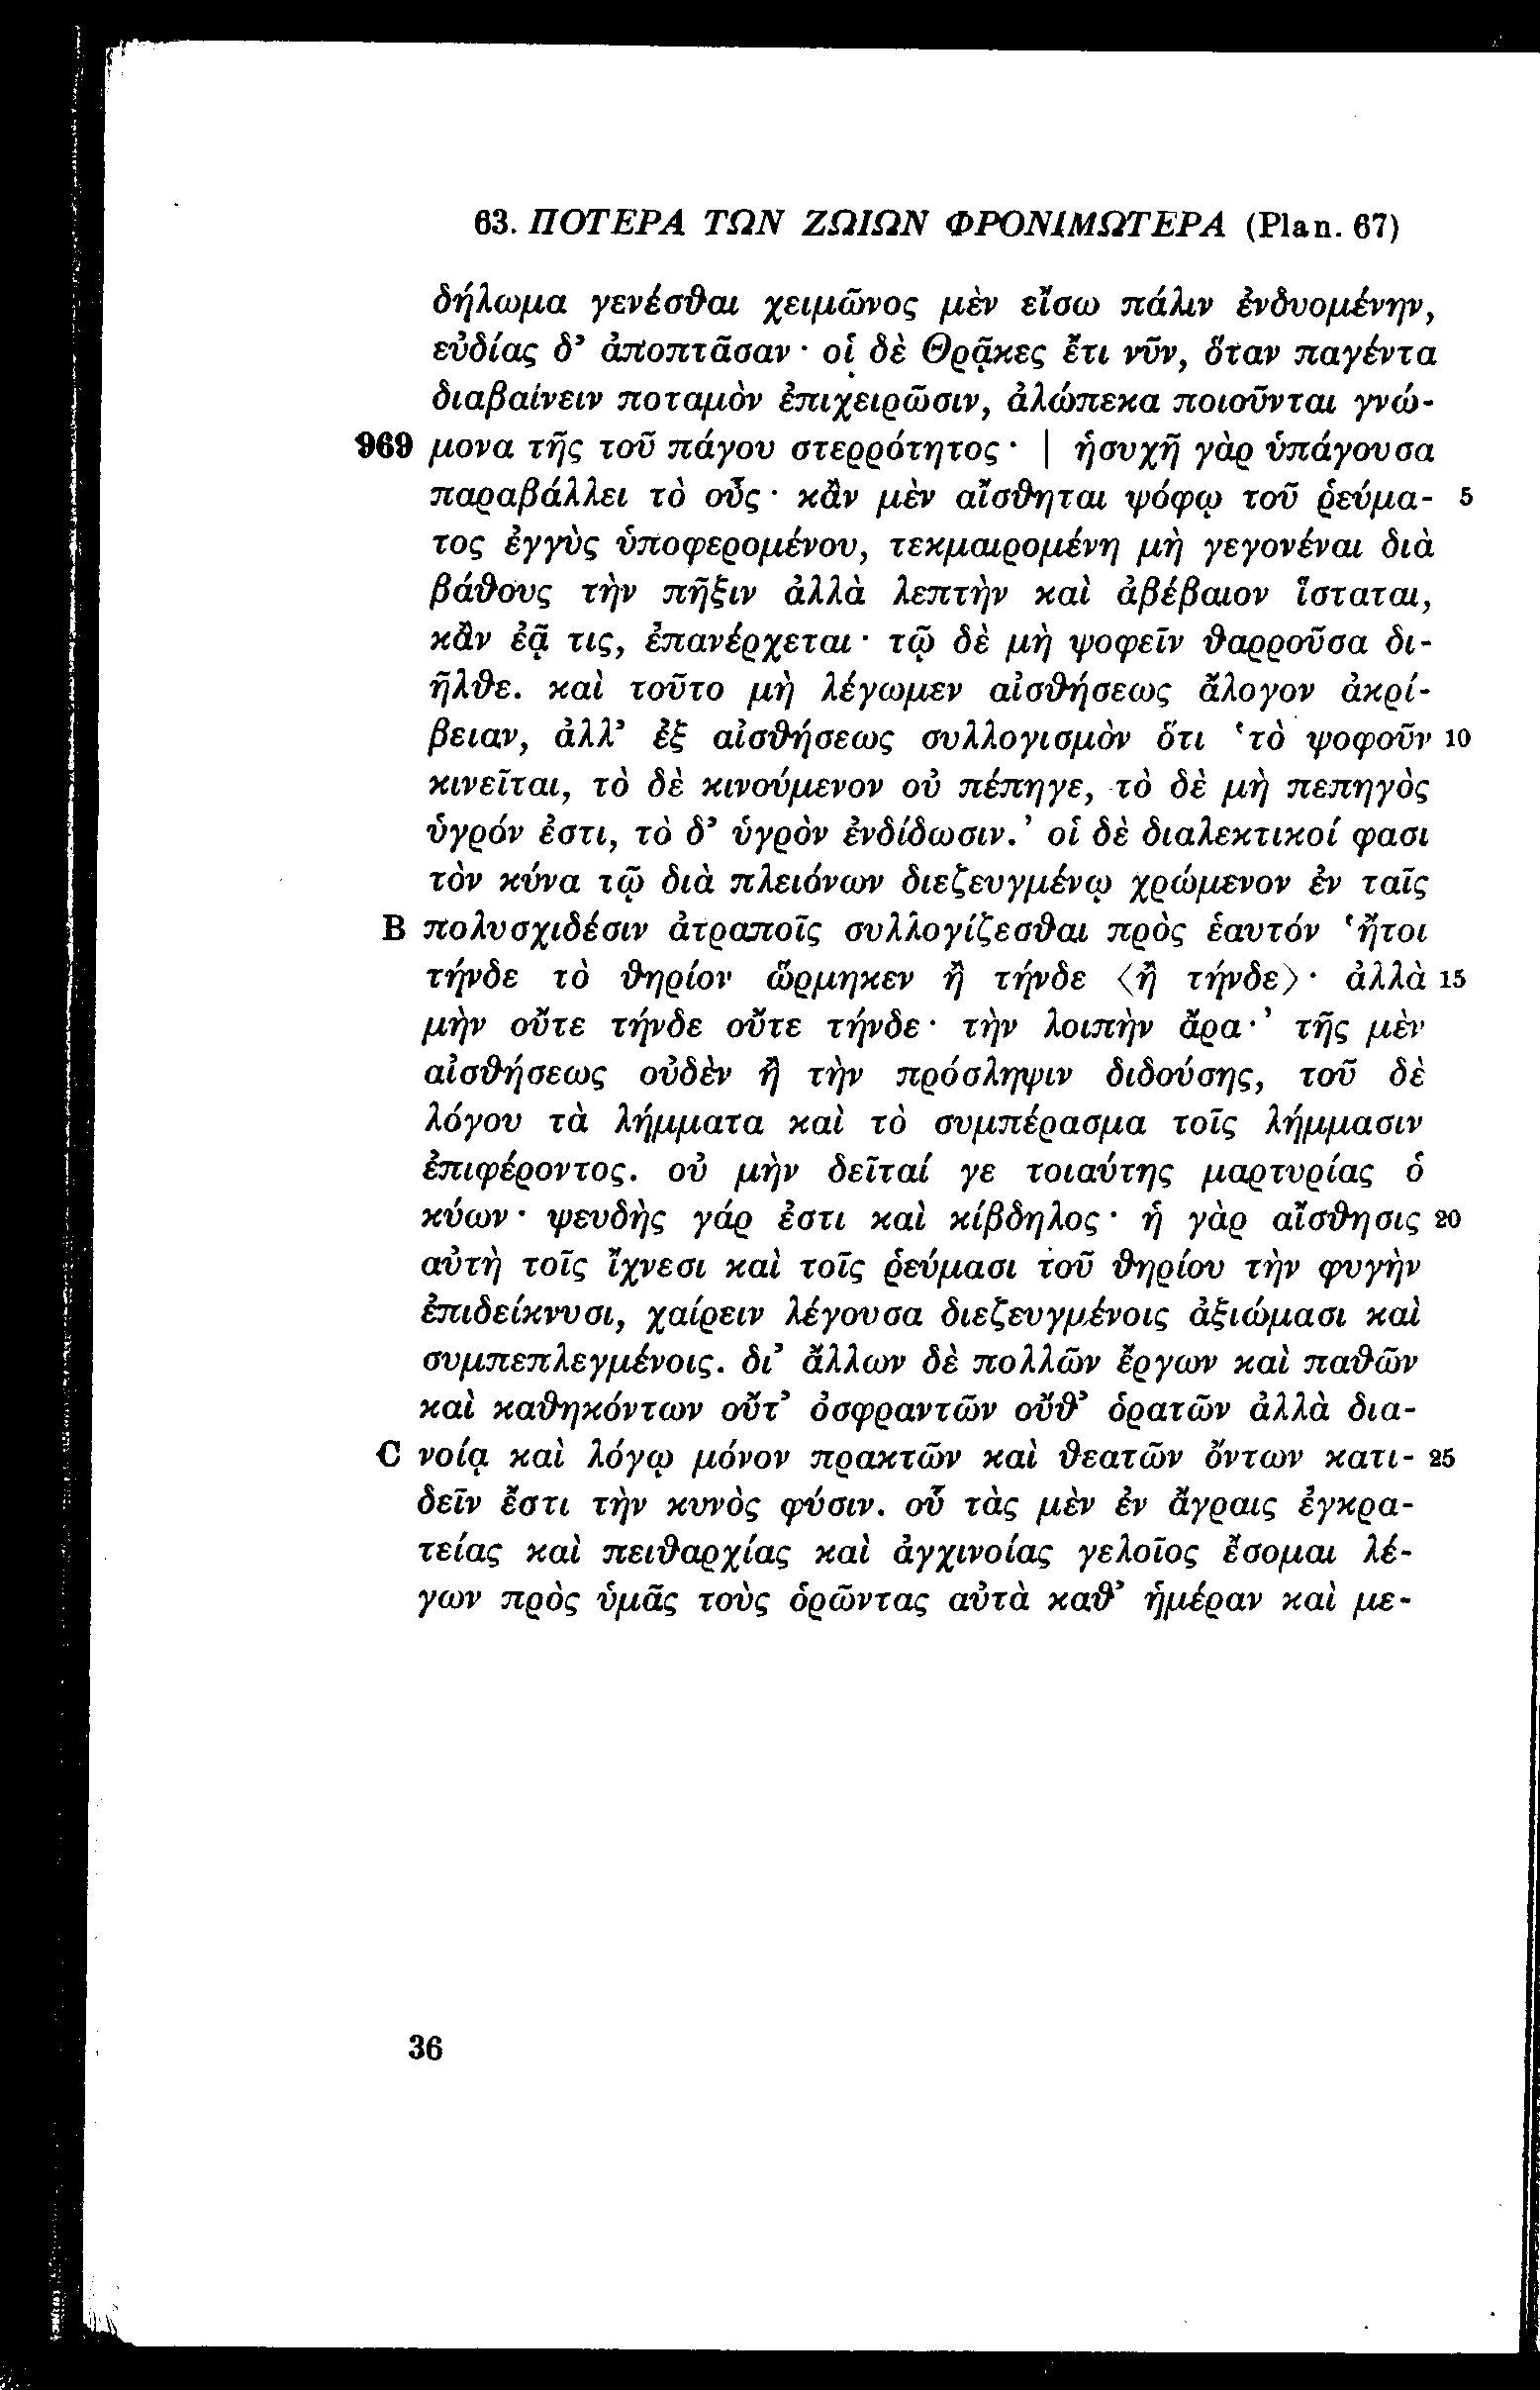 63. ΠΟΤΕΡΑ ΤΩΝ ΖΩΙΩΝ ΦΡΟΝΙΜΩΤΕΡΑ (Plan. 67)
δήλωμα γενέσθαι χειμῶνος μὲν εἴσω πάλιν ἐνδυομένην,
εὐδίας δ’ ἀποπτᾶσαν· οἱ δὲ Θρᾷκες ἔτι νῦν, ὅταν παγέντα
διαβαίνειν ποταμὸν ἐπιχειρῶσιν, ἀλώπεκα ποιοῦνται γνώ-
969 μονα τῆς τοῦ πάγου στερρότητος· | ἡσυχῆ γὰρ ὑπάγουσα
παραβάλλει τὸ οὖς· κἂν μὲν αἴσθηται ψόφῳ τοῦ ῥεύμα- 5
τος ἐγγὺς ὑποφερομένου, τεκμαιρομένη μὴ γεγονέναι διὰ
βάθους τὴν πῆξιν ἀλλὰ λεπτὴν καὶ ἀβέβαιον ἵσταται,
κἂν ἐᾷ τις, ἐπανέρχεται· τῷ δὲ μὴ ψοφεῖν θαρροῦσα δι-
ῆλθε. καὶ τοῦτο μὴ λέγωμεν αἰσθήσεως ἄλογον ἀκρί-
βειαν, ἀλλ’ ἐξ αἰσθήσεως συλλογισμὸν ὅτι ‘τὸ ψοφοῦν 10
κινεῖται, τὸ δὲ κινούμενον οὐ πέπηγε, τὸ δὲ μὴ πεπηγὸς
ὑγρόν ἐστι, τὸ δ’ ὑγρὸν ἐνδίδωσιν.’ οἱ δὲ διαλεκτικοί φασι
τὸν κύνα τῷ διὰ πλειόνων διεζευγμένῳ χρώμενον ἐν ταῖς
B πολυσχιδέσιν ἀτραποῖς συλλογίζεσθαι πρὸς ἑαυτόν ‘ἤτοι
τήνδε τὸ θηρίον ὥρμηκεν ἢ τήνδε ⟨ἢ τήνδε⟩· ἀλλὰ 15
μὴν οὔτε τήνδε οὔτε τήνδε· τὴν λοιπὴν ἄρα·’ τῆς μὲν
αἰσθήσεως οὐδὲν ἢ τὴν πρόσληψιν διδούσης, τοῦ δὲ
λόγου τὰ λήμματα καὶ τὸ συμπέρασμα τοῖς λήμμασιν
ἐπιφέροντος. οὐ μὴν δεῖταί γε τοιαύτης μαρτυρίας ὁ
κύων· ψευδὴς γάρ ἐστι καὶ κίβδηλος· ἡ γὰρ αἴσθησις 20
αὐτὴ τοῖς ἴχνεσι καὶ τοῖς ῥεύμασι τοῦ θηρίου τὴν φυγὴν
ἐπιδείκνυσι, χαίρειν λέγουσα διεζευγμένοις ἀξιώμασι καὶ
συμπεπλεγμένοις. δι’ ἄλλων δὲ πολλῶν ἔργων καὶ παθῶν
καὶ καθηκόντων οὔτ’ ὀσφραντῶν οὔθ’ ὁρατῶν ἀλλὰ δια-
C νοίᾳ καὶ λόγῳ μόνον πρακτῶν καὶ θεατῶν ὄντων κατι- 25
δεῖν ἔστι τὴν κυνὸς φύσιν. οὗ τὰς μὲν ἐν ἄγραις ἐγκρα-
τείας καὶ πειθαρχίας καὶ ἀγχινοίας γελοῖος ἔσομαι λέ-
γων πρὸς ὑμᾶς τοὺς ὁρῶντας αὐτὰ καθ’ ἡμέραν καὶ με-
36